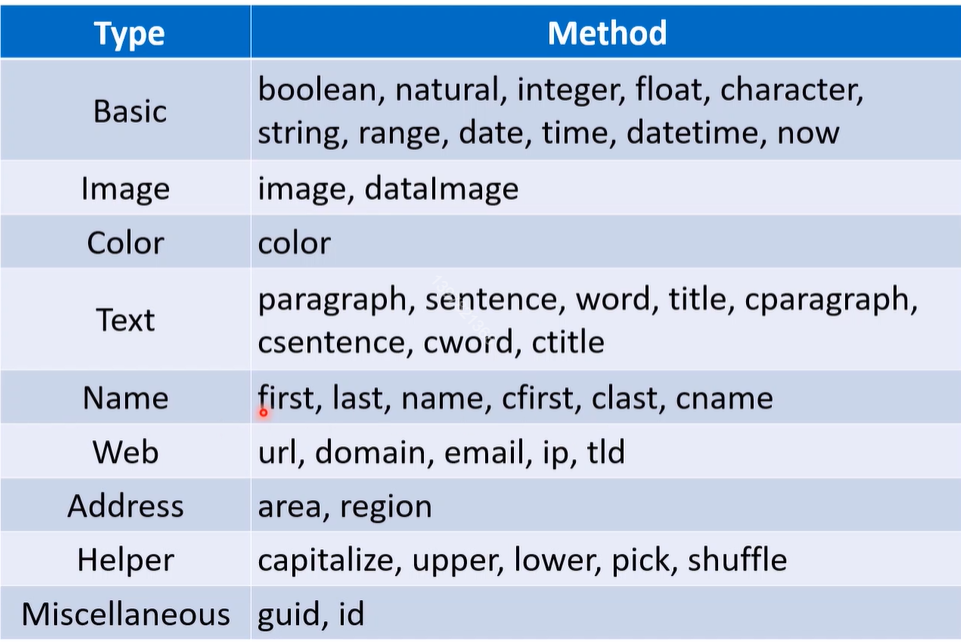 Type Method
Basic boolean, natural, integer, float, character,
string, range, date, time, datetime, now
Image image, dataImage
Color color
Text paragraph, sentence, word, title, cparagraph,
csentence, cword, ctitle
Name first, last, name, cfirst, clast, cname
Web url, domain, email, ip, tld
Address area, region
Helper capitalize, upper, lower, pick, shuffle
Miscellaneous guid, id